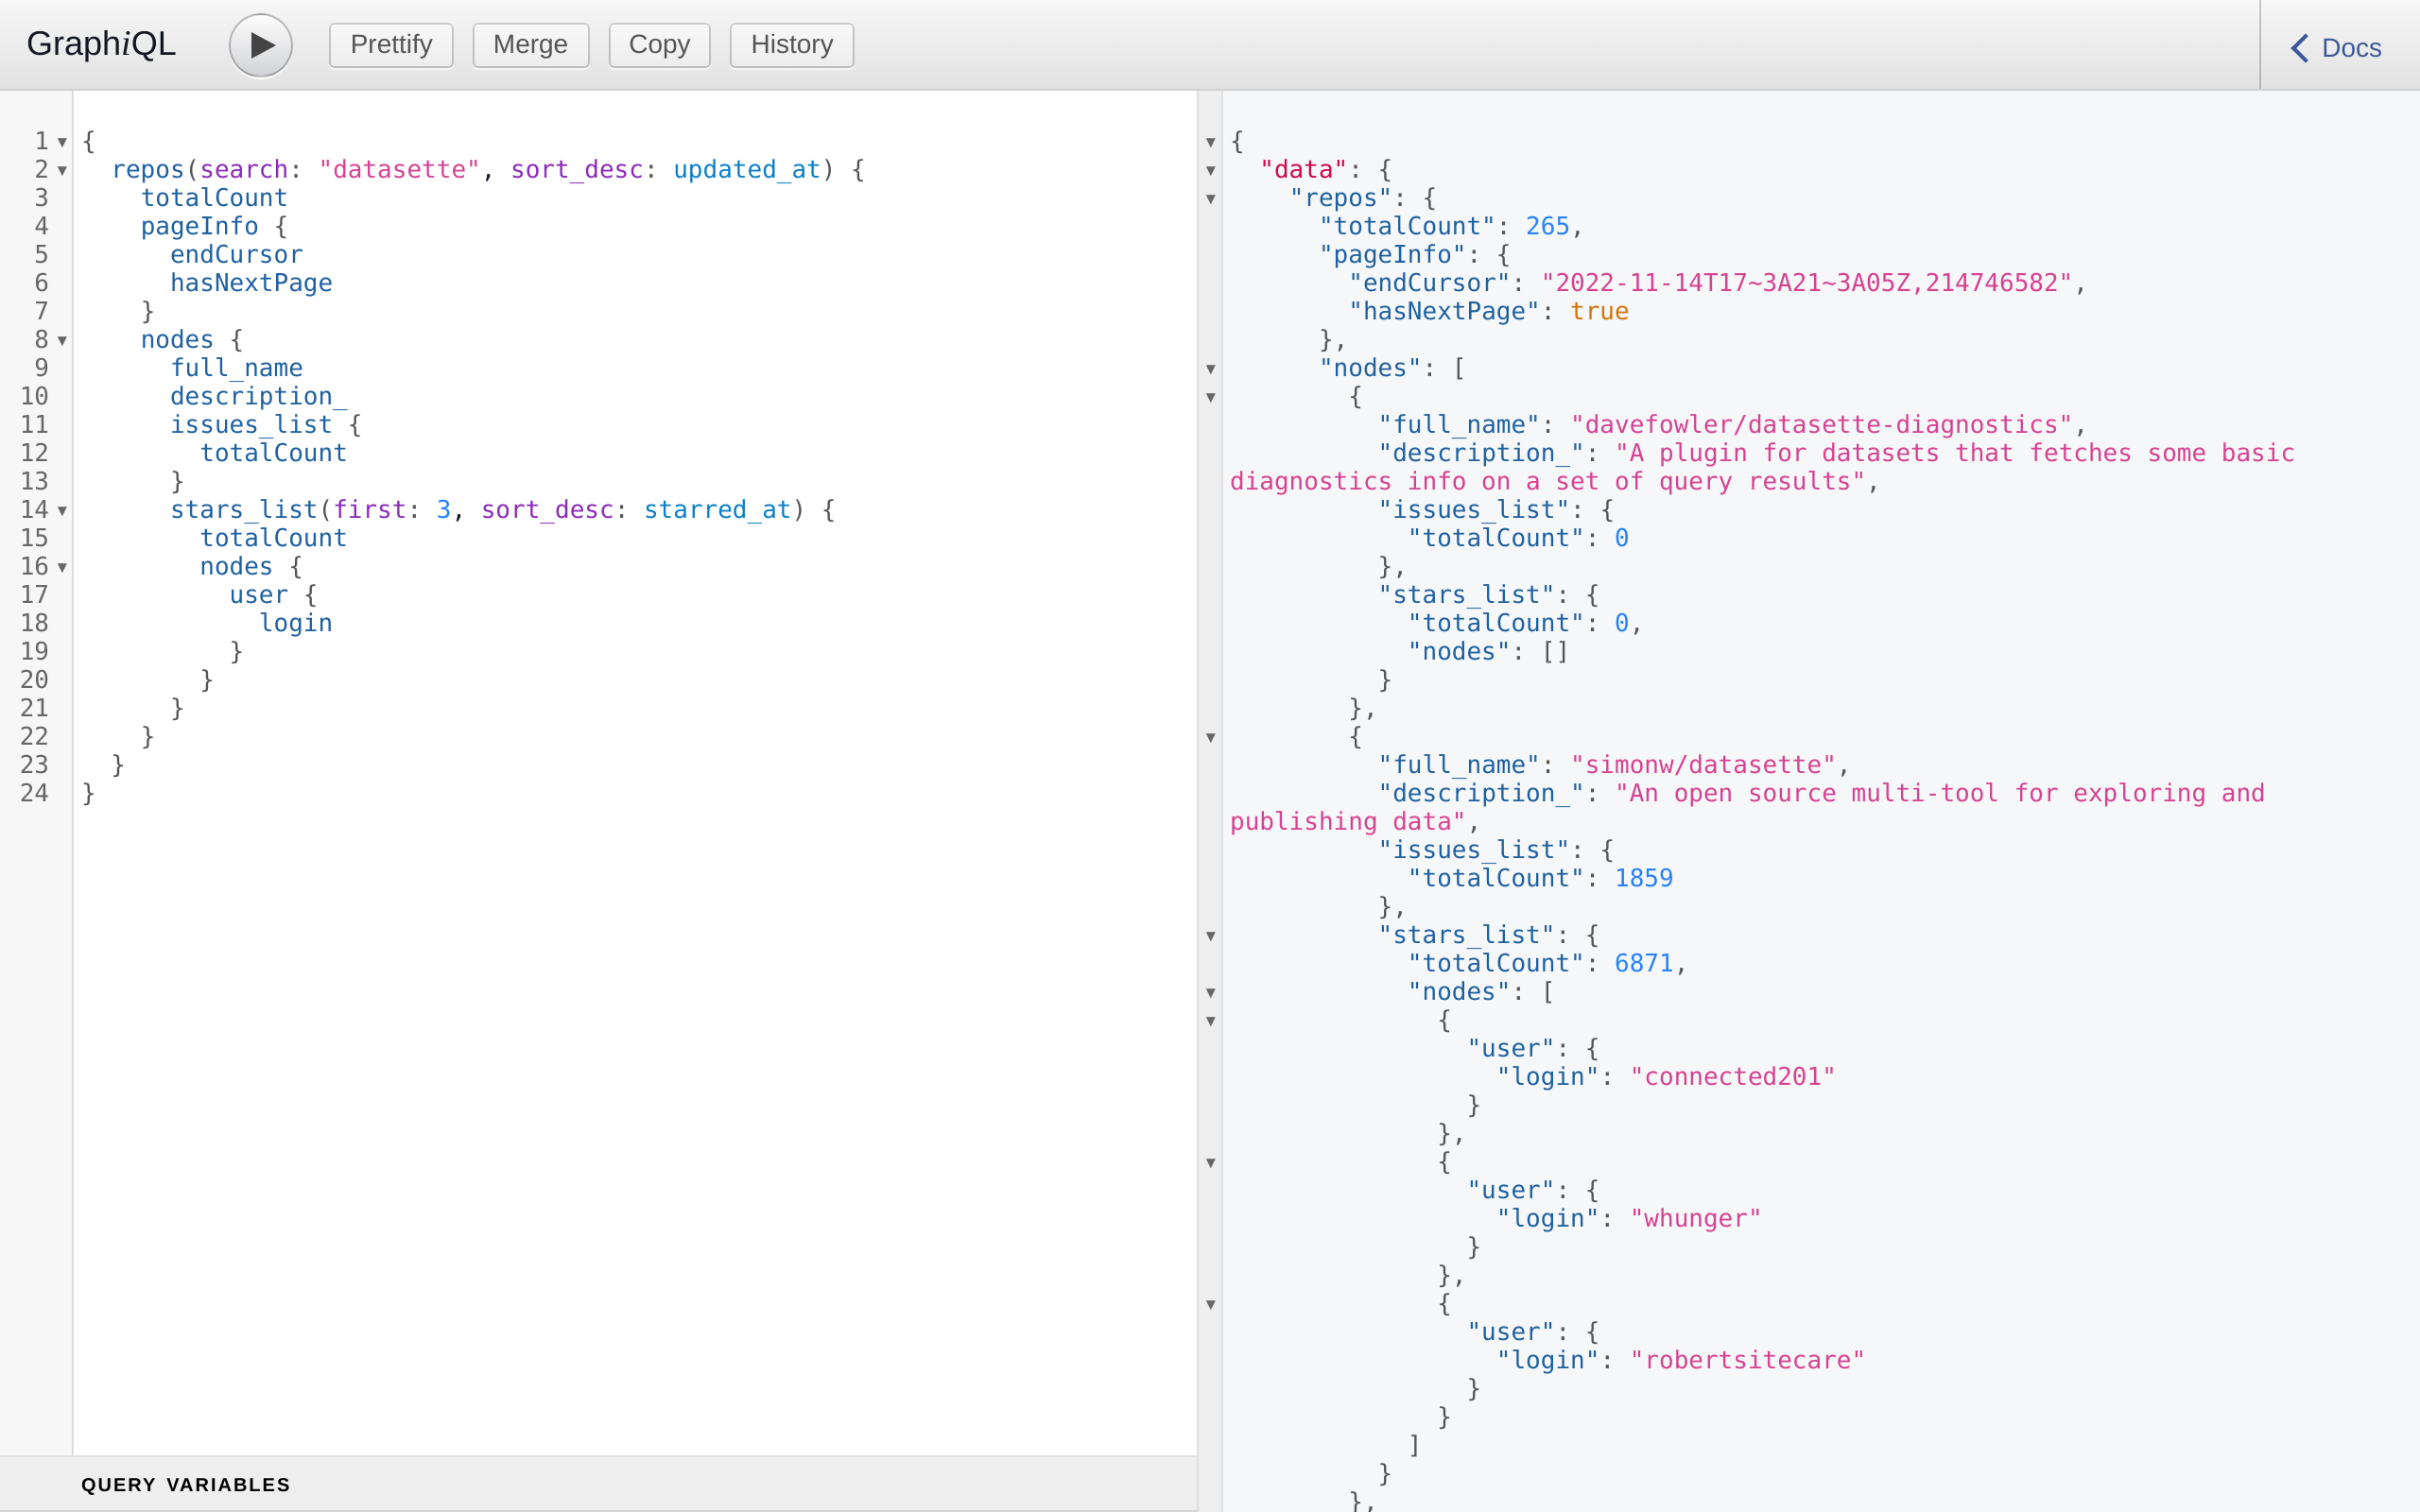 GraphiQL
Prettify
Merge
Copy
History
Docs
1 {
2   repos(search: "datasette", sort_desc: updated_at) {
3     totalCount
4     pageInfo {
5       endCursor
6       hasNextPage
7     }
8     nodes {
9       full_name
10       description_
11       issues_list {
12         totalCount
13       }
14       stars_list(first: 3, sort_desc: starred_at) {
15         totalCount
16         nodes {
17           user {
18             login
19           }
20         }
21       }
22     }
23   }
24 }
QUERY VARIABLES
{
  "data": {
    "repos": {
      "totalCount": 265,
      "pageInfo": {
        "endCursor": "2022-11-14T17~3A21~3A05Z,214746582",
        "hasNextPage": true
      },
      "nodes": [
        {
          "full_name": "davefowler/datasette-diagnostics",
          "description_": "A plugin for datasets that fetches some basic
diagnostics info on a set of query results",
          "issues_list": {
            "totalCount": 0
          },
          "stars_list": {
            "totalCount": 0,
            "nodes": []
          }
        },
        {
          "full_name": "simonw/datasette",
          "description_": "An open source multi-tool for exploring and
publishing data",
          "issues_list": {
            "totalCount": 1859
          },
          "stars_list": {
            "totalCount": 6871,
            "nodes": [
              {
                "user": {
                  "login": "connected201"
                }
              },
              {
                "user": {
                  "login": "whunger"
                }
              },
              {
                "user": {
                  "login": "robertsitecare"
                }
              }
            ]
          }
        },